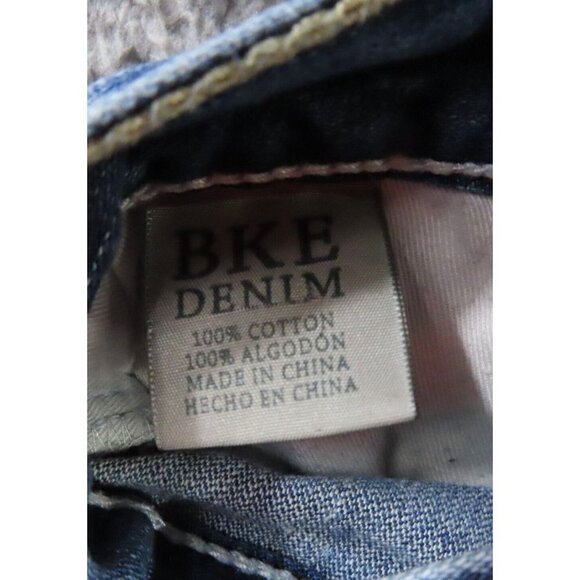 BKE
DENIM
100% COTTON
100% ALGODÓN
MADE IN CHINA
HECHO EN CHINA